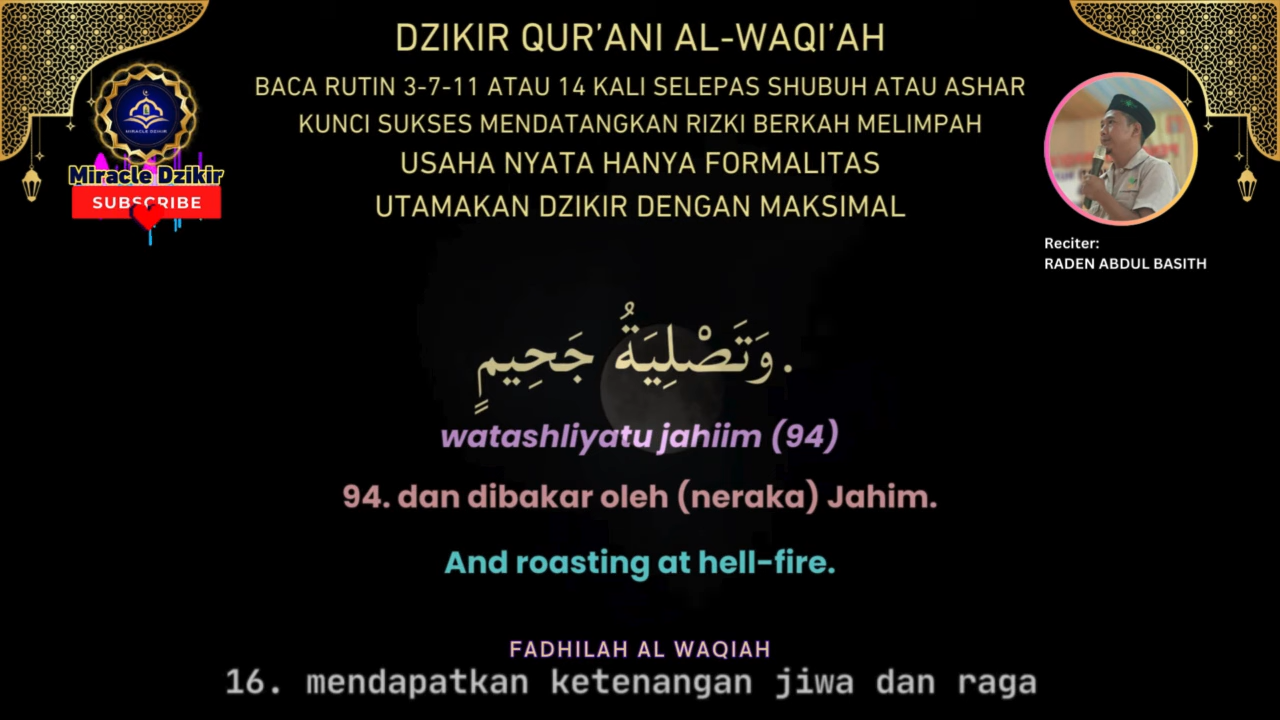 DZIKIR QUR'ANI AL-WAQI'AH
BACA RUTIN 3-7-11 ATAU 14 KALI SELEPAS SHUBUH ATAU ASHAR
KUNCI SUKSES MENDATANGKAN RIZKI BERKAH MELIMPAH
USAHA NYATA HANYA FORMALITAS
UTAMAKAN DZIKIR DENGAN MAKSIMAL
MIRACLE DZIKIR
Miracle Dzikir
SUBSCRIBE
Reciter:
RADEN ABDUL BASITH
.وَتَصْلِيَةُ جَحِيمٍ
watashliyatu jahiim (94)
94. dan dibakar oleh (neraka) Jahim.
And roasting at hell-fire.
FADHILAH AL WAQIAH
16. mendapatkan ketenangan jiwa dan raga